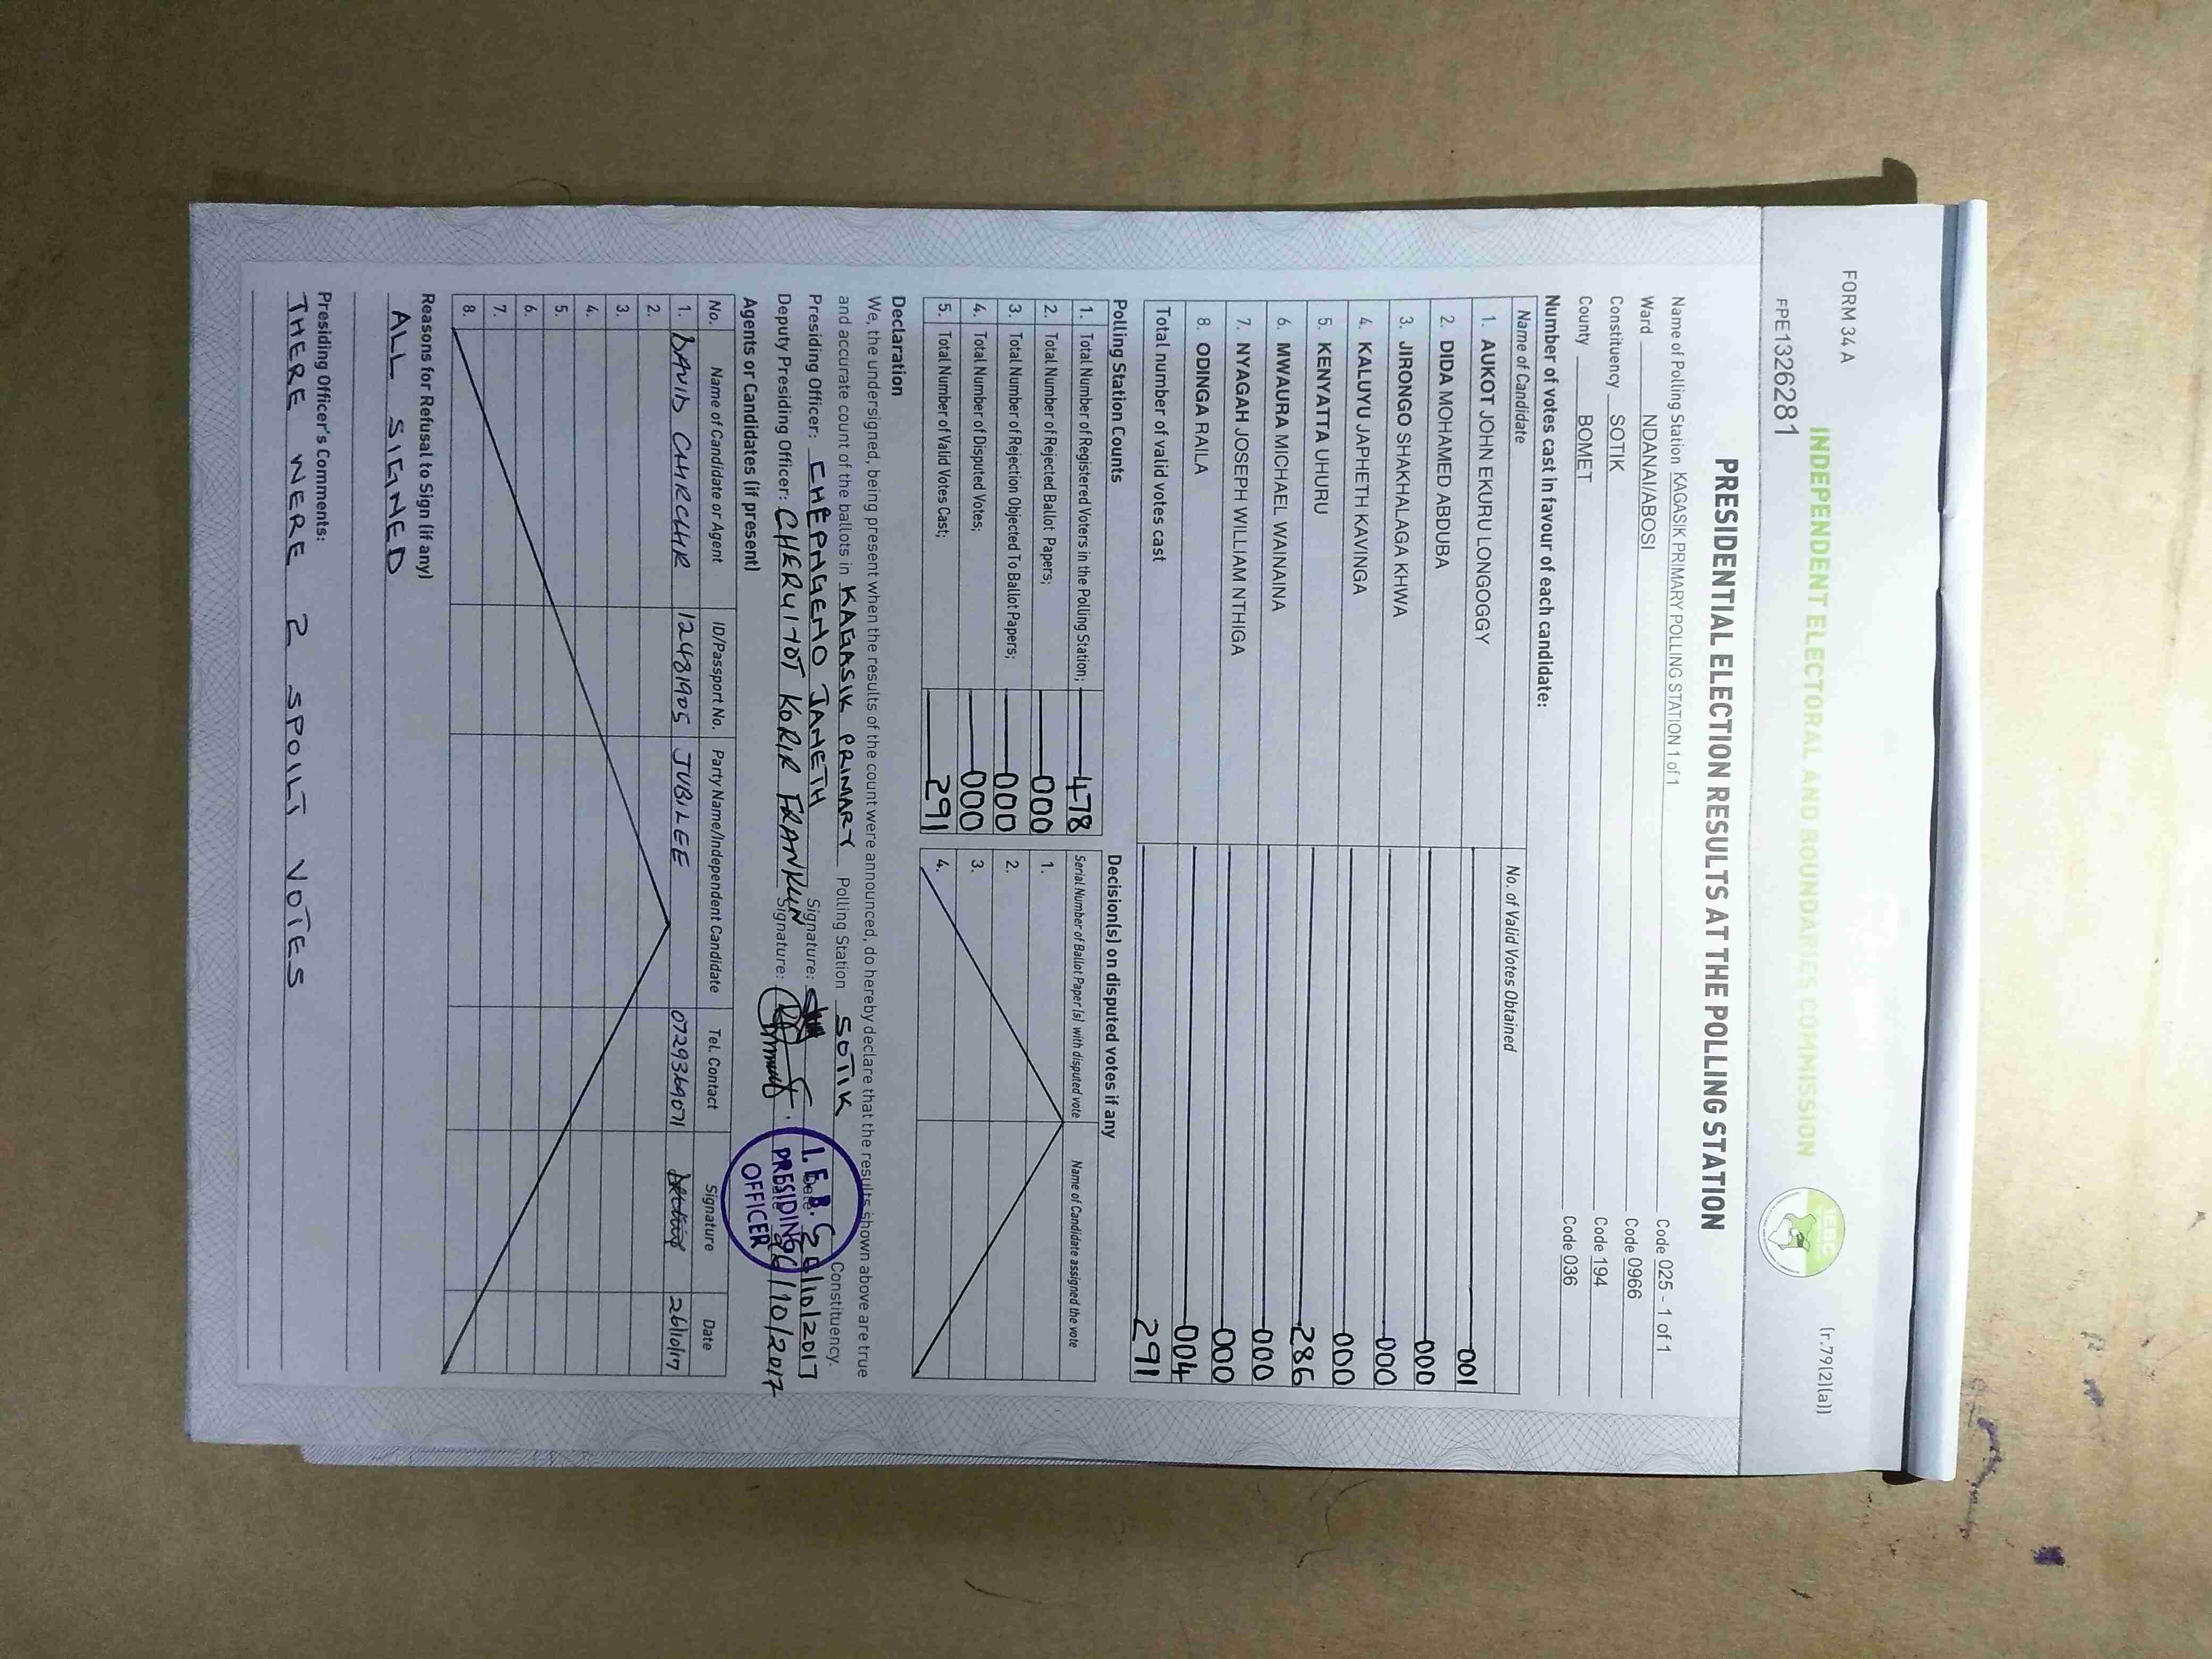 FORM 34 A
(r.79(2)(a))
INDEPENDENT ELECTORAL AND BOUNDARIES COMMISSION
IEBC
FPE1326281
PRESIDENTIAL ELECTION RESULTS AT THE POLLING STATION
Name of Polling Station KAGASIK PRIMARY POLLING STATION 1 of 1 Code 025 - 1 of 1
Ward NDANAI/ABOSI Code 0966
Constituency SOTIK Code 194
County BOMET Code 036
Number of votes cast in favour of each candidate:
Name of Candidate No. of Valid Votes Obtained
1. AUKOT JOHN EKURU LONGOGGY 001
2. DIDA MOHAMED ABDUBA 000
3. JIRONGO SHAKHALAGA KHWA 000
4. KALUYU JAPHETH KAVINGA 000
5. KENYATTA UHURU 286
6. MWAURA MICHAEL WAINAINA 000
7. NYAGAH JOSEPH WILLIAM NTHIGA 000
8. ODINGA RAILA 004
Total number of valid votes cast 291
Polling Station Counts
1. Total Number of Registered Voters in the Polling Station; 478
2. Total Number of Rejected Ballot Papers; 000
3. Total Number of Rejection Objected To Ballot Papers; 000
4. Total Number of Disputed Votes; 000
5. Total Number of Valid Votes Cast; 291
Decision(s) on disputed votes if any
Serial Number of Ballot Paper (s) with disputed vote Name of Candidate assigned the vote
1.
2.
3.
4.
Declaration
We, the undersigned, being present when the results of the count were announced, do hereby declare that the results shown above are true
and accurate count of the ballots in KAGASIK PRIMARY Polling Station SOTIK Constituency.
Presiding Officer: CHEPNGENO JANETH Signature: 26/10/2017
Deputy Presiding Officer: CHERUIYOT KORIR FRANKLIN Signature: 26/10/2017
I.E.B.C
PRESIDING
OFFICER
Agents or Candidates (if present)
No. Name of Candidate or Agent ID/Passport No. Party Name/Independent Candidate Tel. Contact Signature Date
1. DAVID CHIRCHIR 12481905 JUBILEE 0729369071 26/10/17
2.
3.
4.
5.
6.
7.
8.
Reasons for Refusal to Sign (if any)
ALL SIGNED
Presiding Officer's Comments:
THERE WERE 2 SPOILT VOTES